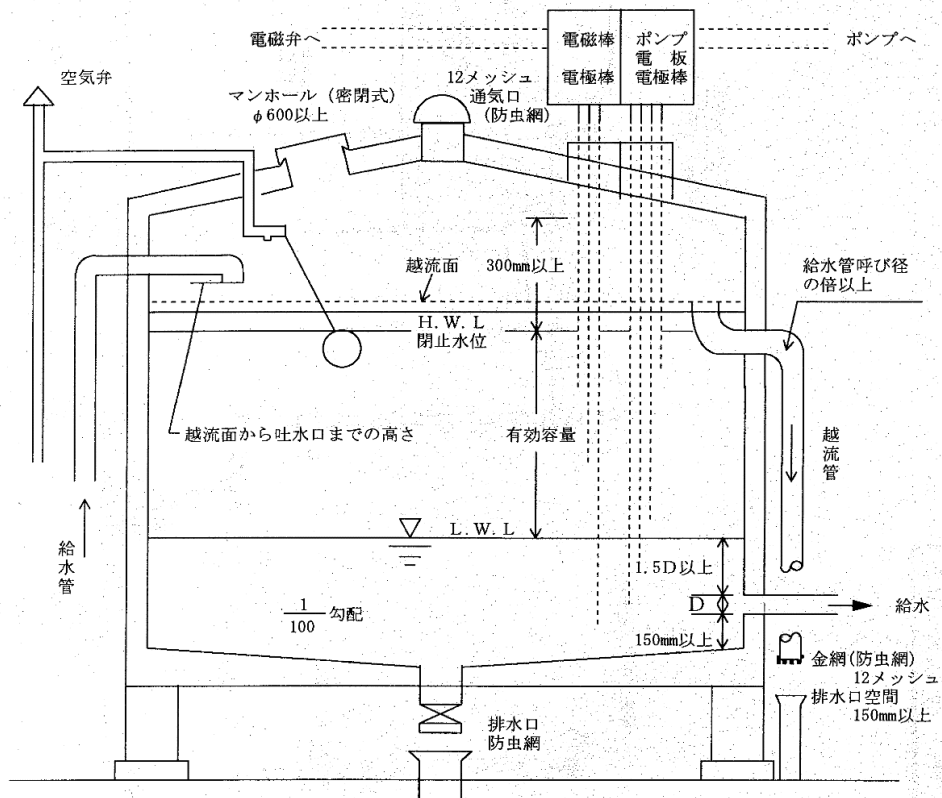 電磁弁へ
電磁棒
電極棒
ポンプ
電板
電極棒
ポンプへ
空気弁
マンホール (密閉式)
φ600以上
12メッシュ
通気口
(防虫網)
越流面
300mm以上
給水管呼び径
の倍以上
H.W.L
閉止水位
越流面から吐水口までの高さ
有効容量
越流管
L.W.L
給水管
1.5D以上
D
給水
1/100 勾配
150mm以上
金網(防虫網)
12メッシュ
排水口空間
150mm以上
排水口
防虫網